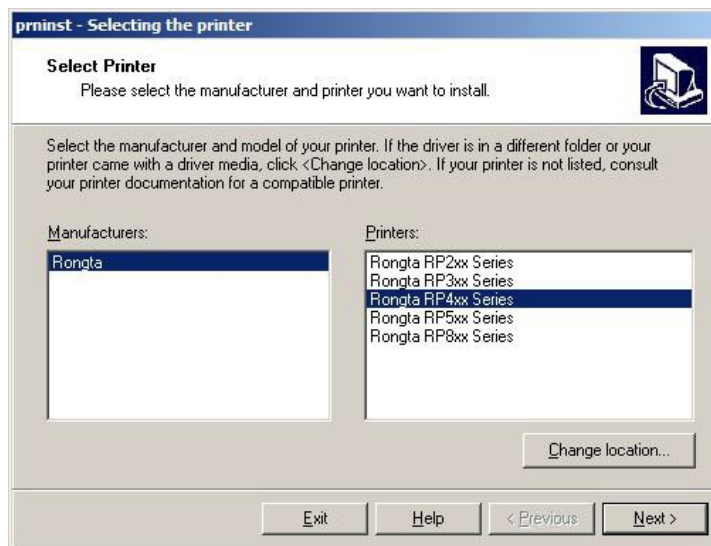 prninst - Selecting the printer
Select Printer
Please select the manufacturer and printer you want to install.
Select the manufacturer and model of your printer. If the driver is in a different folder or your
printer came with a driver media, click <Change location>. If your printer is not listed, consult
your printer documentation for a compatible printer.
Manufacturers:
Rongta
Printers:
Rongta RP2xx Series
Rongta RP3xx Series
Rongta RP4xx Series
Rongta RP5xx Series
Rongta RP8xx Series
Change location...
Exit
Help
< Previous
Next >